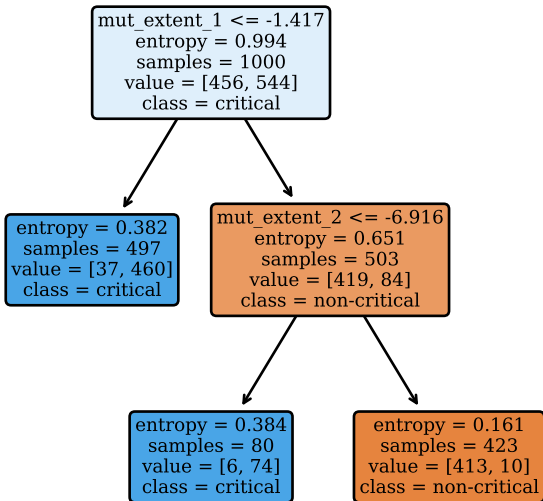 mut_extent_1 <= -1.417
entropy = 0.994
samples = 1000
value = [456, 544]
class = critical
entropy = 0.382
samples = 497
value = [37, 460]
class = critical
mut_extent_2 <= -6.916
entropy = 0.651
samples = 503
value = [419, 84]
class = non-critical
entropy = 0.384
samples = 80
value = [6, 74]
class = critical
entropy = 0.161
samples = 423
value = [413, 10]
class = non-critical